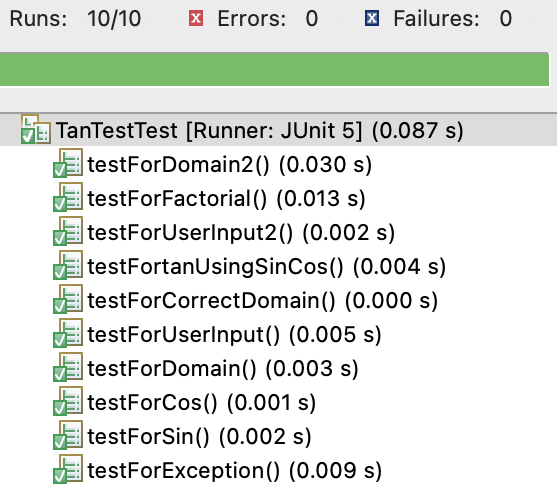 Runs: 10/10 Errors: 0 Failures: 0
TanTestTest [Runner: JUnit 5] (0.087 s)
testForDomain2() (0.030 s)
testForFactorial() (0.013 s)
testForUserInput2() (0.002 s)
testFortanUsingSinCos() (0.004 s)
testForCorrectDomain() (0.000 s)
testForUserInput() (0.005 s)
testForDomain() (0.003 s)
testForCos() (0.001 s)
testForSin() (0.002 s)
testForException() (0.009 s)